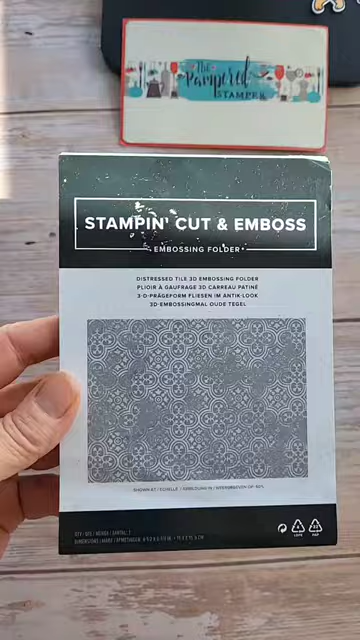 The
Pampered
STAMPER
STAMPIN' CUT & EMBOSS
EMBOSSING FOLDER
DISTRESSED TILE 3D EMBOSSING FOLDER
PLIOIR À GAUFRAGE 3D CARREAU PATINÉ
3-D-PRÄGEFORM FLIESEN IM ANTIK-LOOK
3D-EMBOSSINGMAL OUDE TEGEL